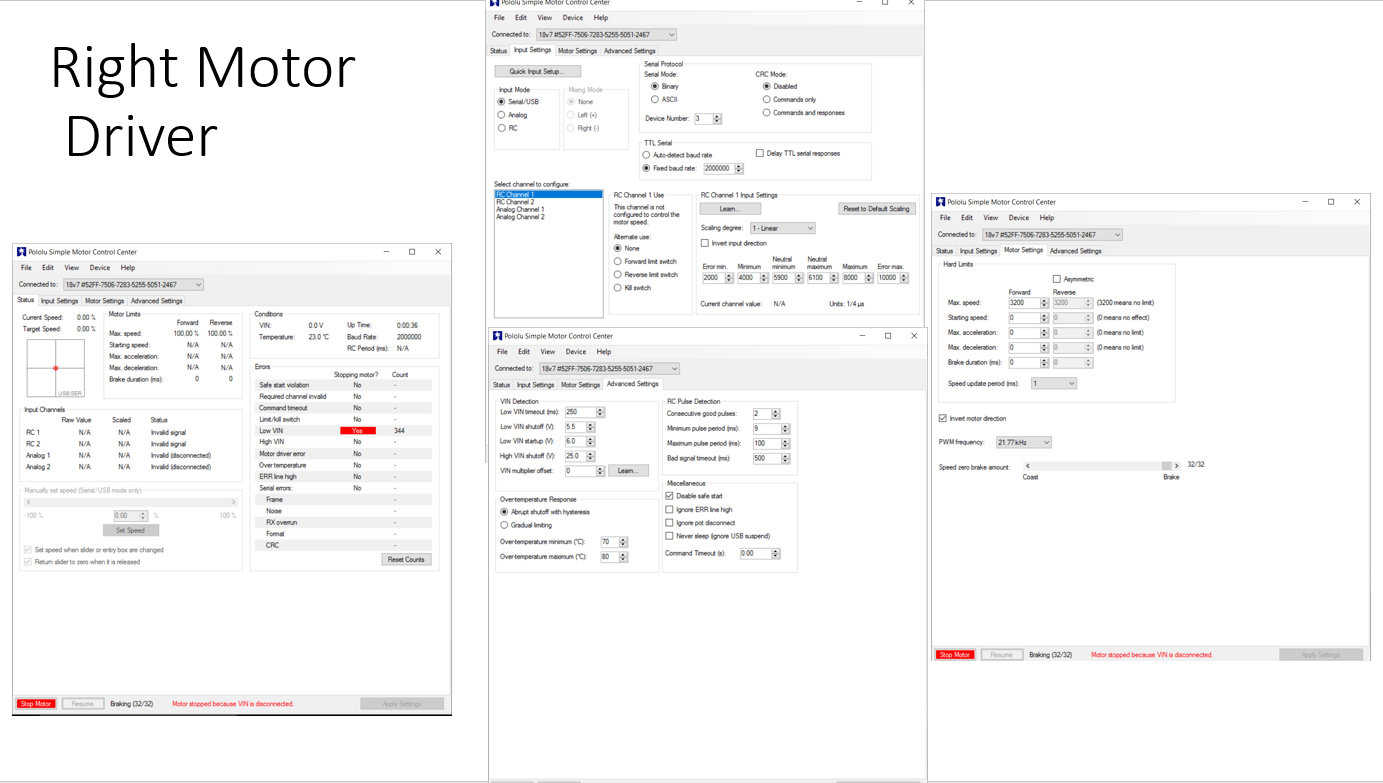 Right Motor
Driver
Pololu Simple Motor Control Center
File Edit View Device Help
Connected to: 18v7 #52FF-7506-7283-5255-5051-2467
Status Input Settings Motor Settings Advanced Settings
Current Speed: 0.00 %
Target Speed: 0.00 %
USB/SER
Motor Limits
Forward Reverse
Max. speed: 100.00 % 100.00 %
Starting speed: N/A N/A
Max. acceleration: N/A N/A
Max. deceleration: N/A N/A
Brake duration (ms): 0 0
Conditions
VIN: 0.0 V Up Time: 0:00:36
Temperature: 23.0 °C Baud Rate: 2000000
RC Period (ms): N/A
Errors
Stopping motor? Count
Safe start violation No -
Required channel invalid No -
Command timeout No -
Limit/kill switch No -
Low VIN Yes 344
High VIN No -
Motor driver error No -
Over temperature No -
ERR line high No -
Serial errors: No -
Frame -
Noise -
RX overrun -
Format -
CRC -
Reset Counts
Input Channels
Raw Value Scaled Status
RC 1 N/A N/A Invalid signal
RC 2 N/A N/A Invalid signal
Analog 1 N/A N/A Invalid (disconnected)
Analog 2 N/A N/A Invalid (disconnected)
Manually set speed (Serial/USB mode only)
-100 % 0.00 % 100 %
Set Speed
Set speed when slider or entry box are changed
Return slider to zero when it is released
Stop Motor Resume Braking (32/32) Motor stopped because VIN is disconnected. Apply Settings
Pololu Simple Motor Control Center
File Edit View Device Help
Connected to: 18v7 #52FF-7506-7283-5255-5051-2467
Status Input Settings Motor Settings Advanced Settings
Quick Input Setup...
Input Mode
Serial/USB
Analog
RC
Mixing Mode
None
Left (+)
Right (-)
Serial Protocol
Serial Mode: CRC Mode:
Binary Disabled
ASCII Commands only
Commands and responses
Device Number: 3
TTL Serial
Auto-detect baud rate Delay TTL serial responses
Fixed baud rate: 2000000
Select channel to configure:
RC Channel 1
RC Channel 2
Analog Channel 1
Analog Channel 2
RC Channel 1 Use
This channel is not
configured to control the
motor speed.
Alternate use:
None
Forward limit switch
Reverse limit switch
Kill switch
RC Channel 1 Input Settings
Learn... Reset to Default Scaling
Scaling degree: 1 - Linear
Invert input direction
Error min. Minimum Neutral minimum Neutral maximum Maximum Error max.
2000 4000 5900 6100 8000 10000
Current channel value: N/A Units: 1/4 µs
Pololu Simple Motor Control Center
File Edit View Device Help
Connected to: 18v7 #52FF-7506-7283-5255-5051-2467
Status Input Settings Motor Settings Advanced Settings
VIN Detection
Low VIN timeout (ms): 250
Low VIN shutoff (V): 5.5
Low VIN startup (V): 6.0
High VIN shutoff (V): 25.0
VIN multiplier offset: 0 Learn...
Over-temperature Response
Abrupt shutoff with hysteresis
Gradual limiting
Over-temperature minimum (°C): 70
Over-temperature maximum (°C): 80
RC Pulse Detection
Consecutive good pulses: 2
Minimum pulse period (ms): 9
Maximum pulse period (ms): 100
Bad signal timeout (ms): 500
Miscellaneous
Disable safe start
Ignore ERR line high
Ignore pot disconnect
Never sleep (ignore USB suspend)
Command Timeout (s): 0.00
Pololu Simple Motor Control Center
File Edit View Device Help
Connected to: 18v7 #52FF-7506-7283-5255-5051-2467
Status Input Settings Motor Settings Advanced Settings
Hard Limits
Asymmetric
Forward Reverse
Max. speed: 3200 3200 (3200 means no limit)
Starting speed: 0 0 (0 means no effect)
Max. acceleration: 0 0 (0 means no limit)
Max. deceleration: 0 0 (0 means no limit)
Brake duration (ms): 0 0
Speed update period (ms): 1
Invert motor direction
PWM frequency: 21.77 kHz
Speed zero brake amount: 32/32
Coast Brake
Stop Motor Resume Braking (32/32) Motor stopped because VIN is disconnected. Apply Settings